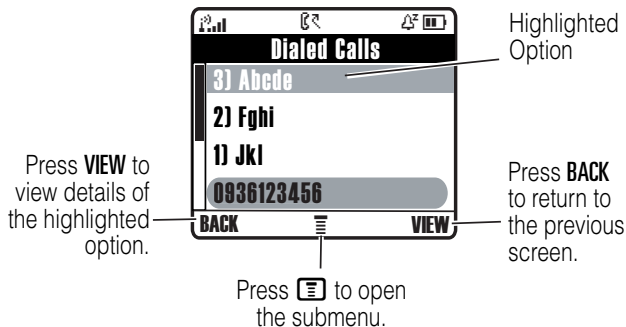 Dialed Calls
3) Abcde
2) Fghi
1) Jkl
0936123456
BACK
VIEW
Highlighted
Option
Press VIEW to
view details of
the highlighted
option.
Press BACK
to return to
the previous
screen.
Press to open
the submenu.